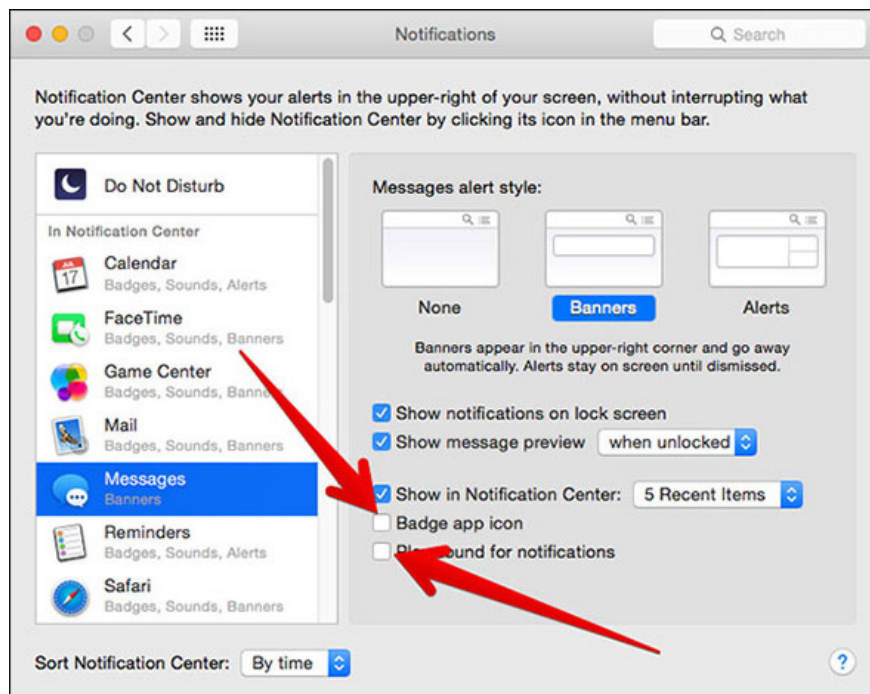 Notifications
Search
Notification Center shows your alerts in the upper-right of your screen, without interrupting what
you're doing. Show and hide Notification Center by clicking its icon in the menu bar.
Do Not Disturb
In Notification Center
JUL
17
Calendar
Badges, Sounds, Alerts
FaceTime
Badges, Sounds, Banners
Game Center
Badges, Sounds, Banners
Mail
Badges, Sounds, Banners
Messages
Banners
Reminders
Badges, Sounds, Alerts
Safari
Badges, Sounds, Banners
Sort Notification Center: By time
Messages alert style:
None
Banners
Alerts
Banners appear in the upper-right corner and go away
automatically. Alerts stay on screen until dismissed.
Show notifications on lock screen
Show message preview when unlocked
Show in Notification Center: 5 Recent Items
Badge app icon
Play sound for notifications
?